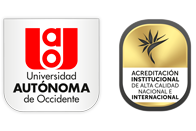 Universidad
AUTÓNOMA
de Occidente
ACREDITACIÓN
INSTITUCIONAL
DE ALTA CALIDAD
NACIONAL E
INTERNACIONAL